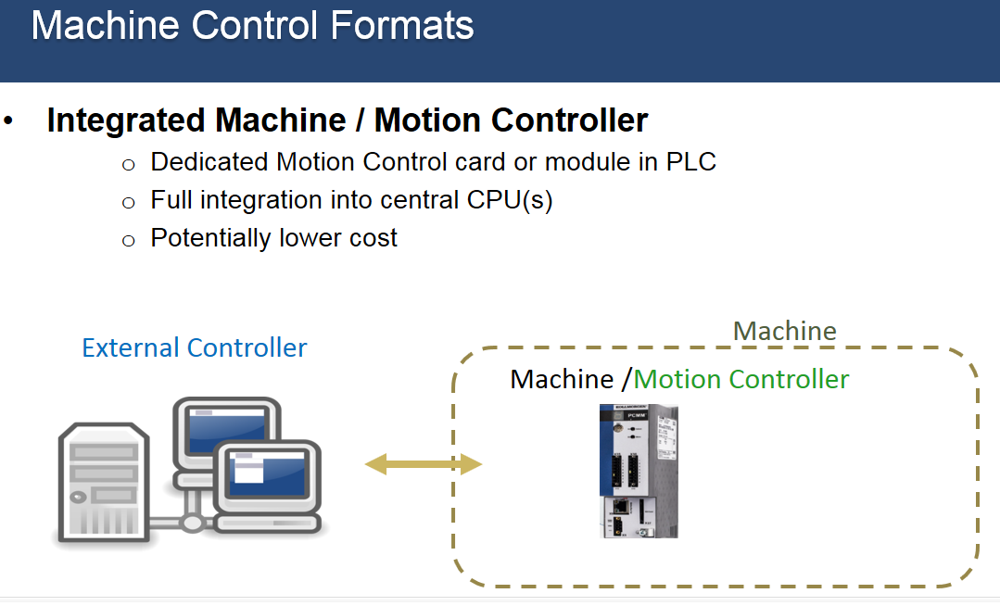 Machine Control Formats
• Integrated Machine / Motion Controller
o Dedicated Motion Control card or module in PLC
o Full integration into central CPU(s)
o Potentially lower cost
External Controller
Machine
Machine /Motion Controller
KOLLMORGEN
PCMM